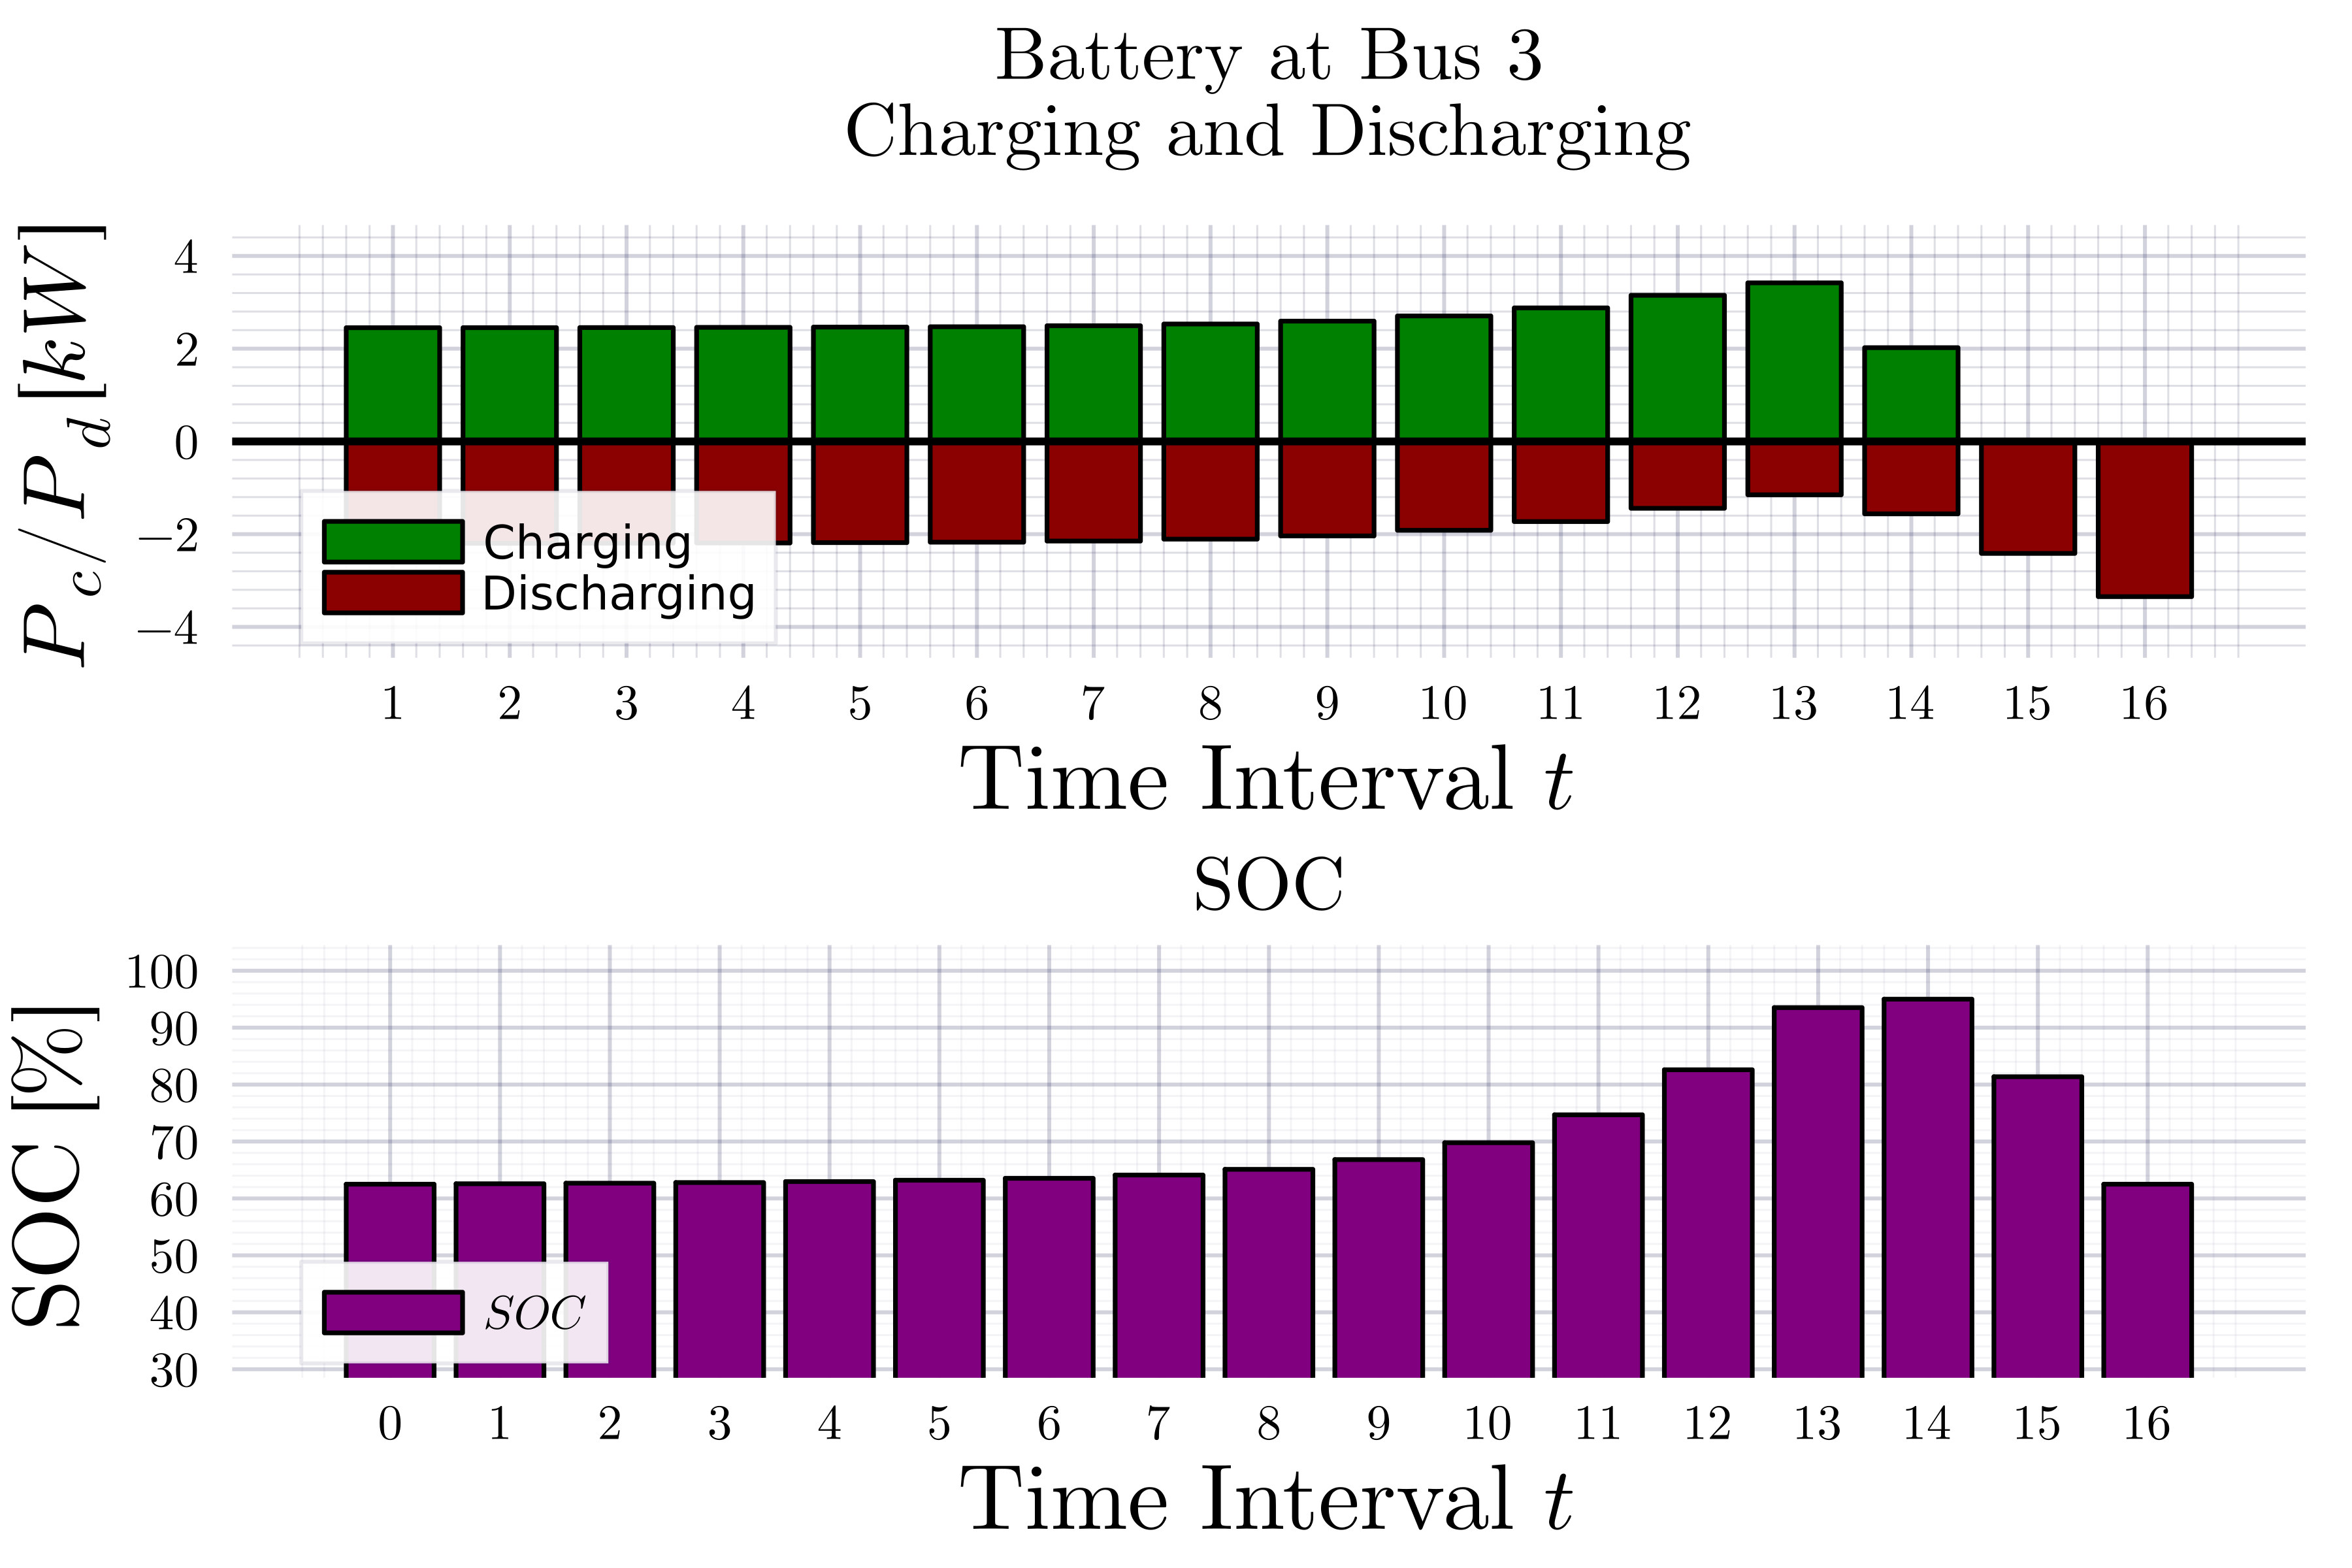 Battery at Bus 3
Charging and Discharging
P_c/P_d [kW]
4
2
0
−2
−4
Charging
Discharging
1 2 3 4 5 6 7 8 9 10 11 12 13 14 15 16
Time Interval t
SOC
SOC [%]
100
90
80
70
60
50
40
30
SOC
0 1 2 3 4 5 6 7 8 9 10 11 12 13 14 15 16
Time Interval t